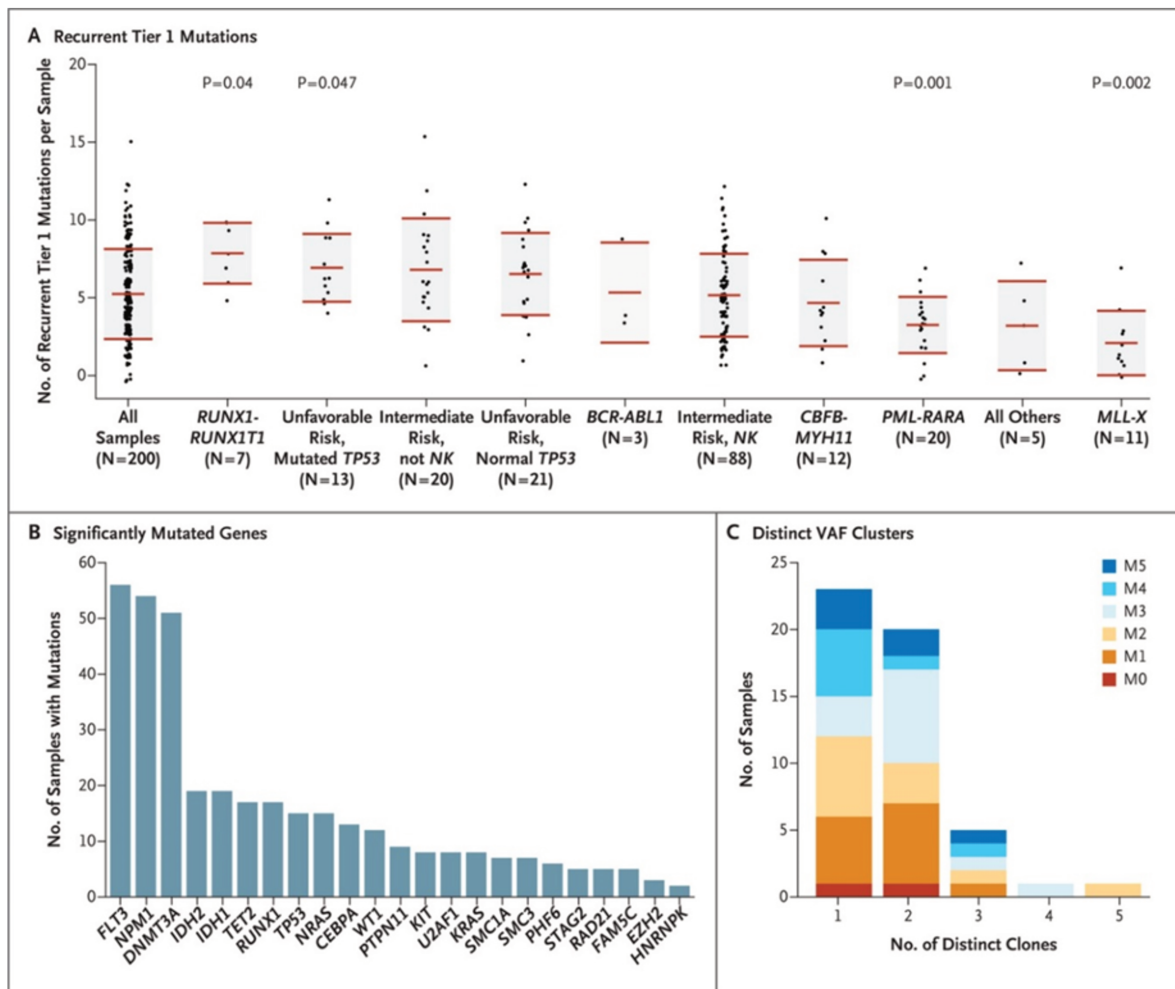 A Recurrent Tier 1 Mutations
No. of Recurrent Tier 1 Mutations per Sample
20
15
10
5
0
P=0.04
P=0.047
P=0.001
P=0.002
All
Samples
(N=200)
RUNX1-
RUNX1T1
(N=7)
Unfavorable
Risk,
Mutated TP53
(N=13)
Intermediate
Risk,
not NK
(N=20)
Unfavorable
Risk,
Normal TP53
(N=21)
BCR-ABL1
(N=3)
Intermediate
Risk, NK
(N=88)
CBFB-
MYH11
(N=12)
PML-RARA
(N=20)
All Others
(N=5)
MLL-X
(N=11)
B Significantly Mutated Genes
No. of Samples with Mutations
60
50
40
30
20
10
0
FLT3
NPM1
DNMT3A
IDH2
IDH1
TET2
RUNX1
TP53
NRAS
CEBPA
WT1
PTPN11
KIT
U2AF1
KRAS
SMC1A
SMC3
PHF6
STAG2
RAD21
FAM5C
EZH2
HNRNPK
C Distinct VAF Clusters
No. of Samples
25
20
15
10
5
0
M5
M4
M3
M2
M1
M0
1
2
3
4
5
No. of Distinct Clones